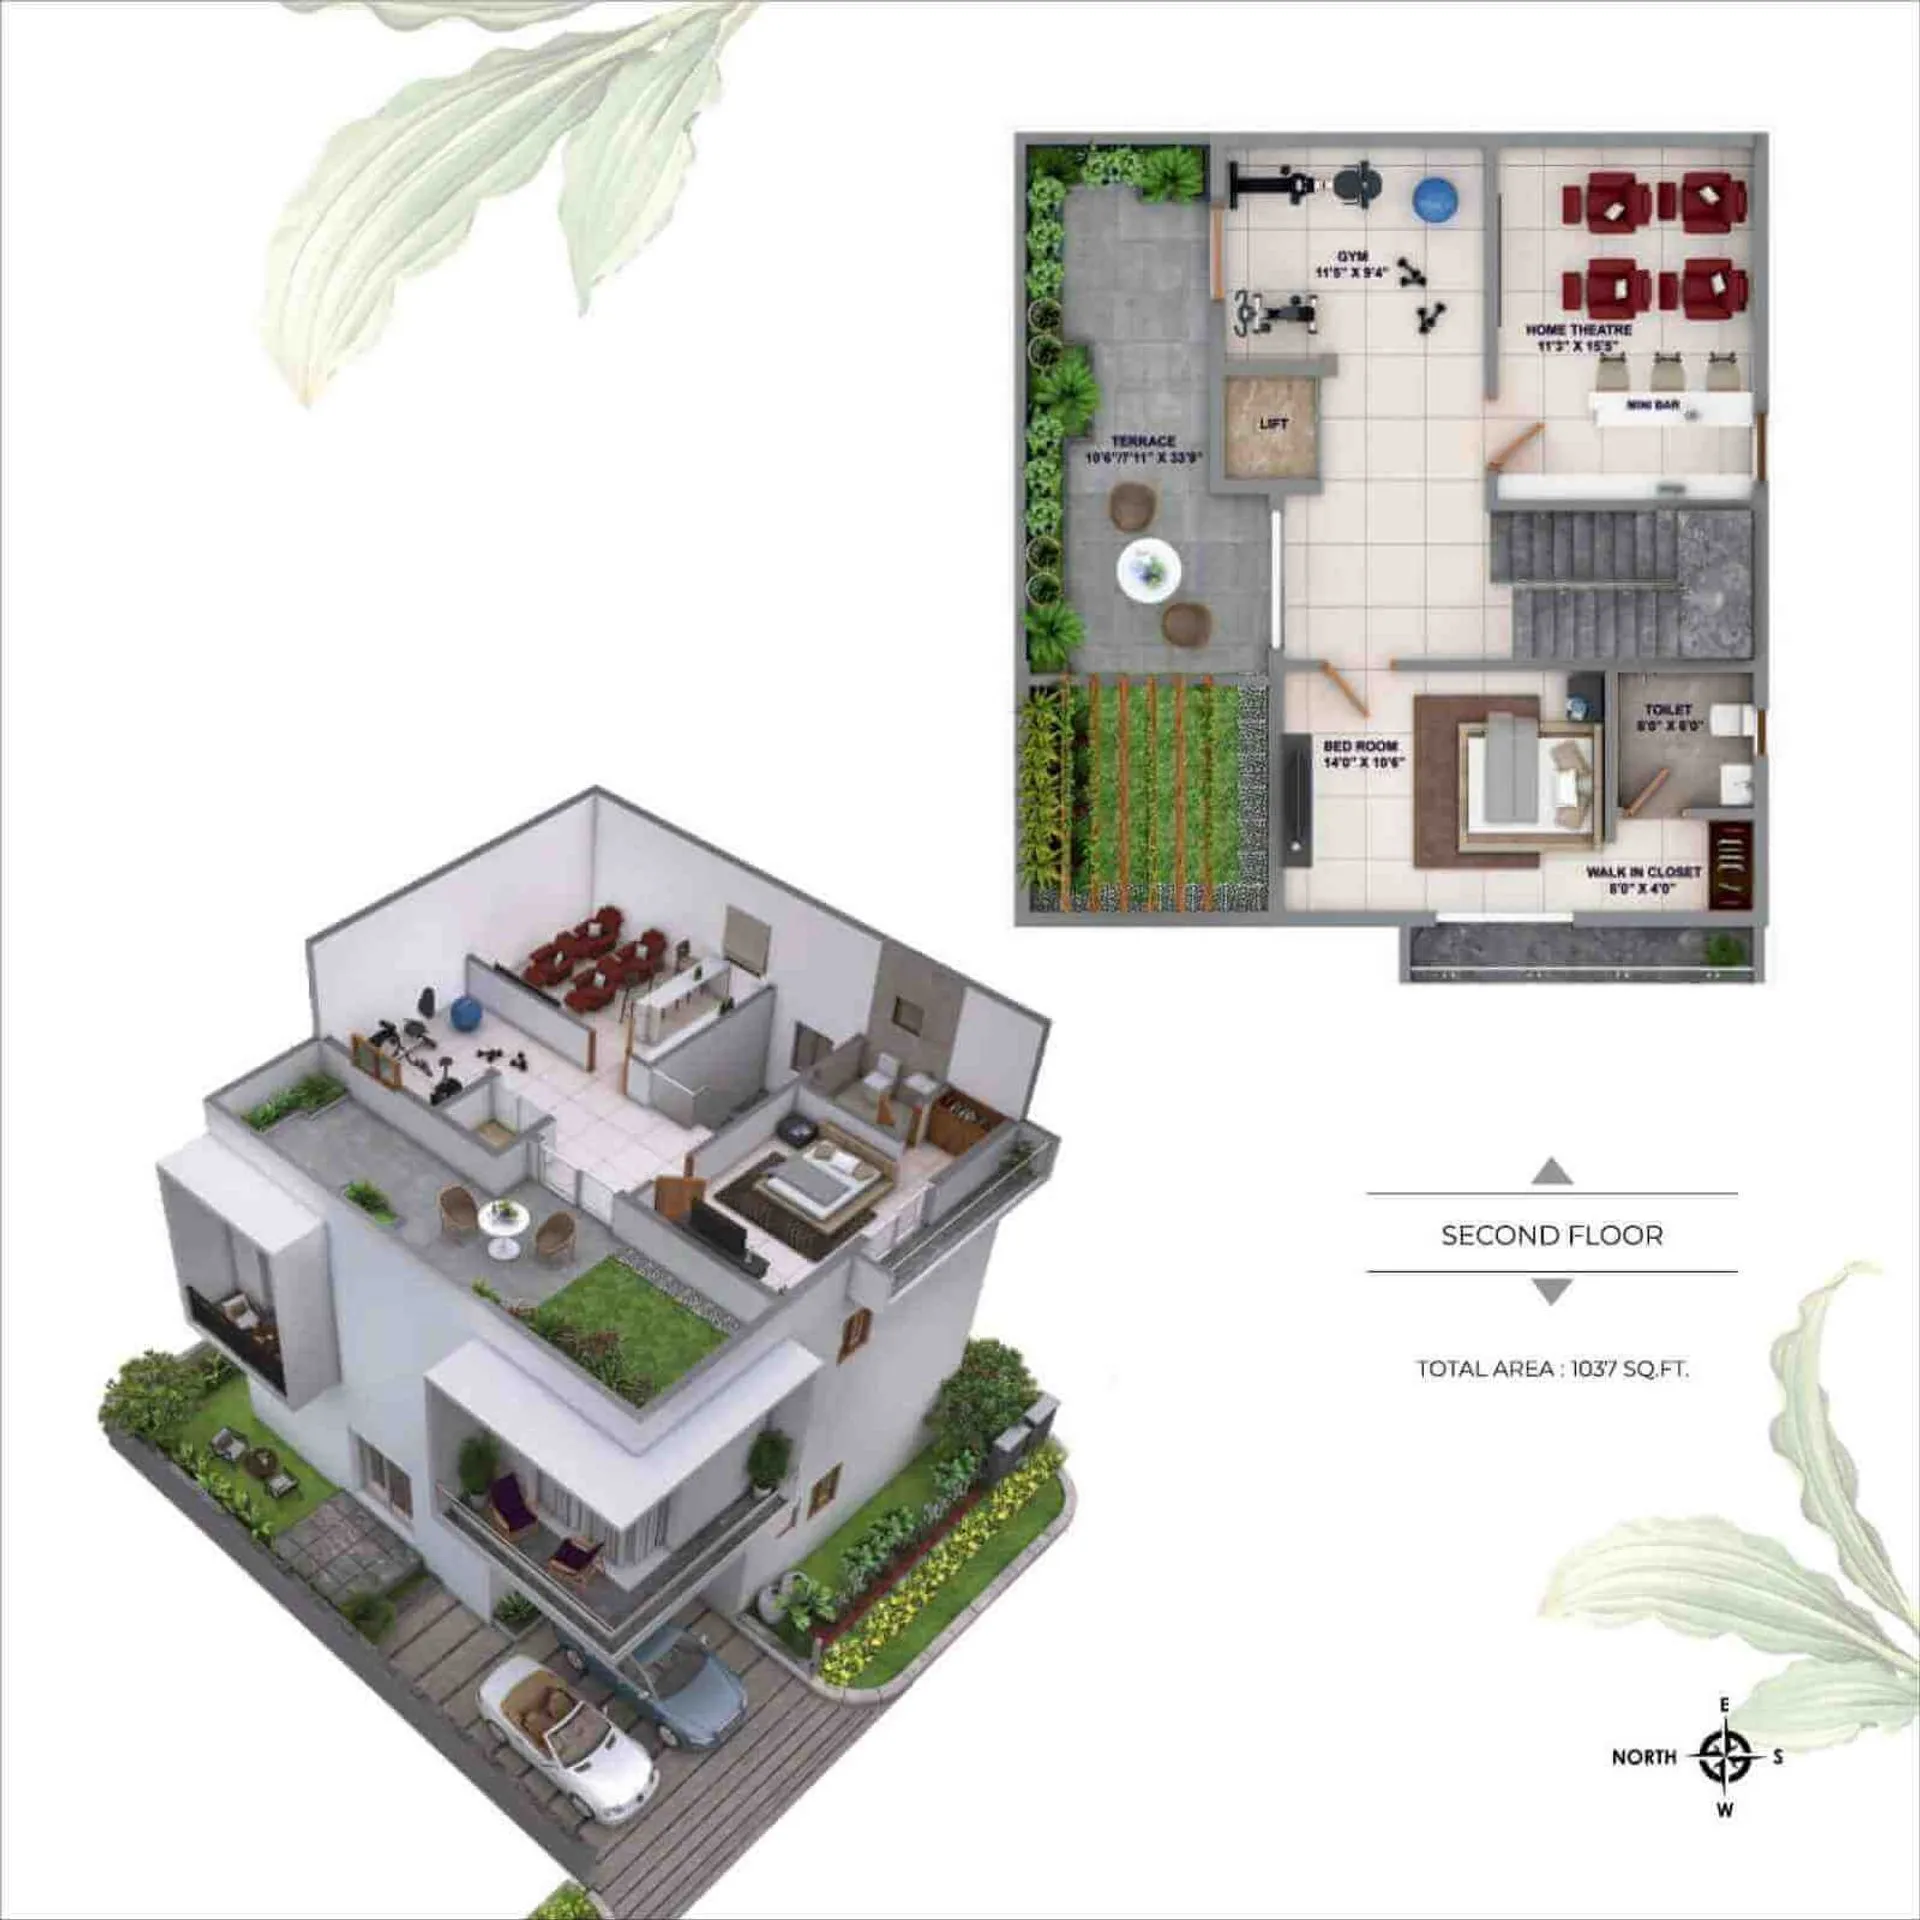 GYM
11'5" X 9'4"
HOME THEATRE
11'3" X 15'5"
MINI BAR
LIFT
TERRACE
10'6"/7'11" X 33'9"
TOILET
6'0" X 6'0"
BED ROOM
14'0" X 10'6"
WALK IN CLOSET
6'0" X 4'0"
SECOND FLOOR
TOTAL AREA : 1037 SQ.FT.
E
NORTH S
W